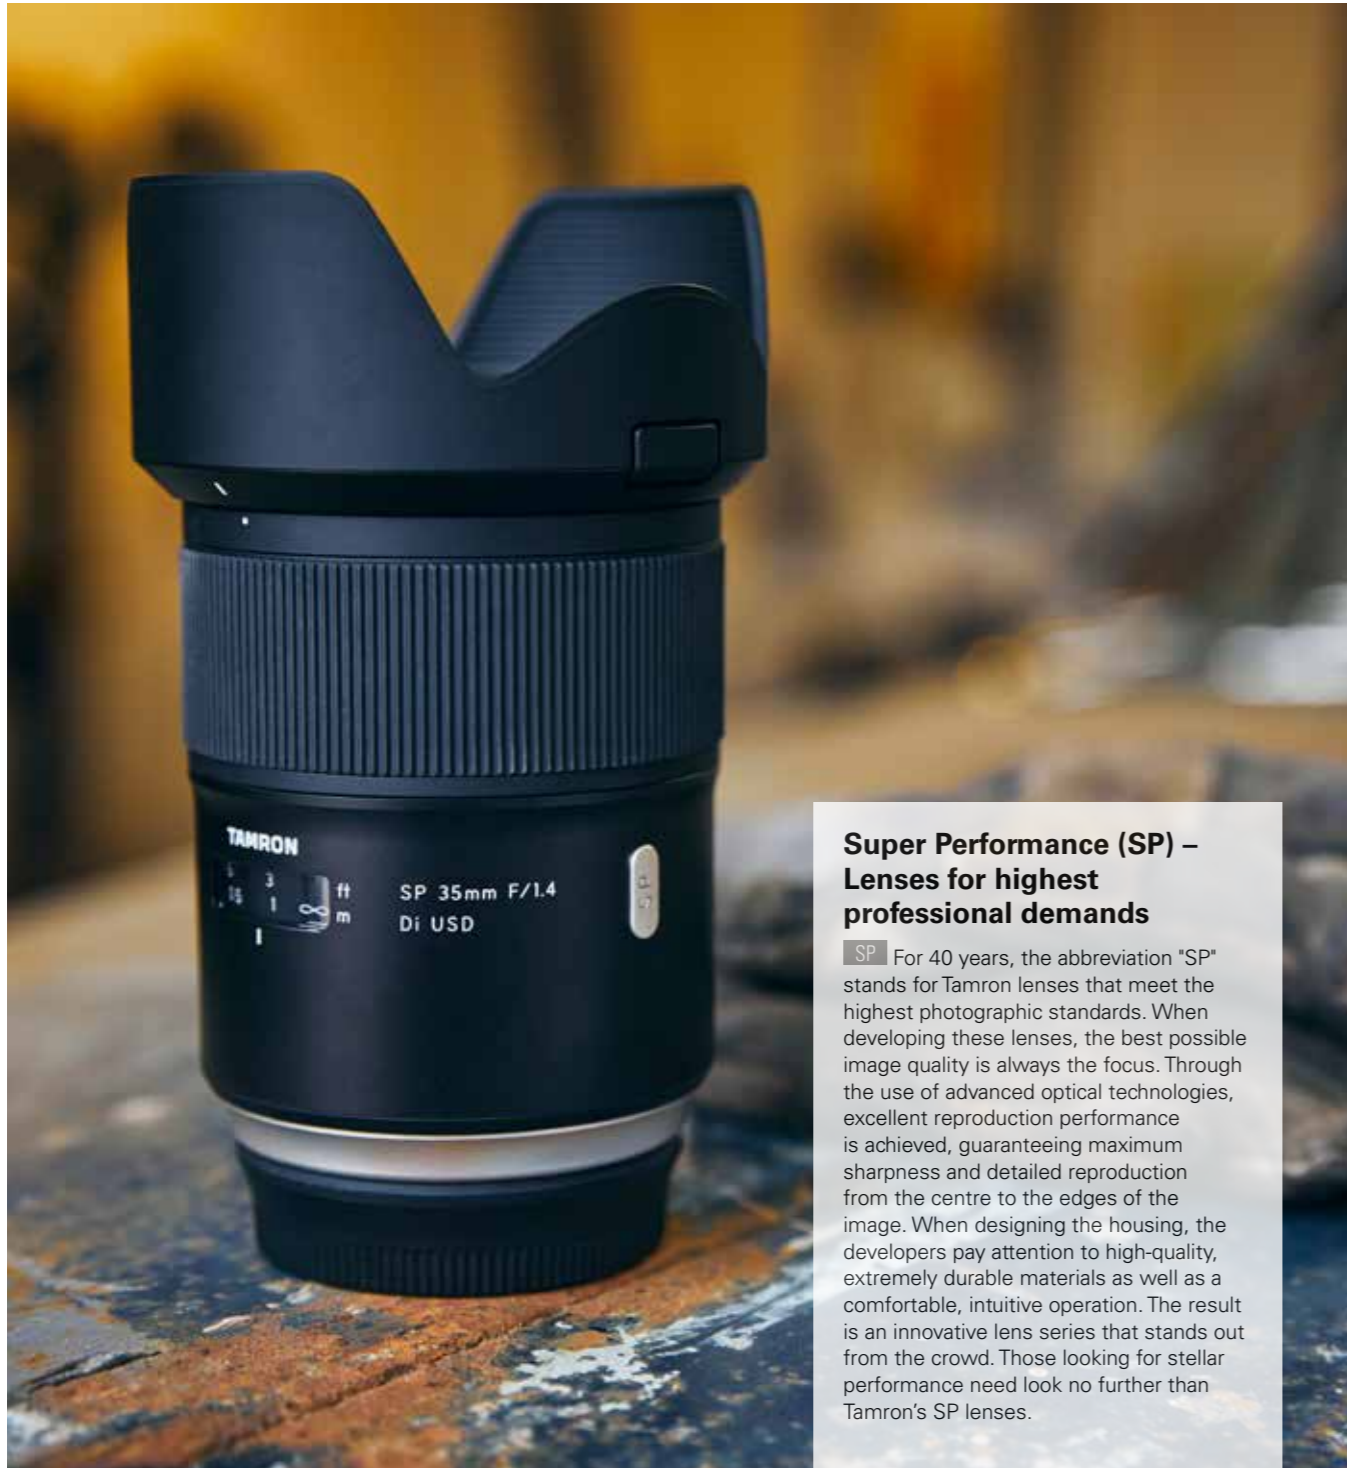 TAMRON
3 ft
15 1 ∞ m
SP 35mm F/1.4
Di USD
SP
Super Performance (SP) –
Lenses for highest
professional demands
SP For 40 years, the abbreviation "SP"
stands for Tamron lenses that meet the
highest photographic standards. When
developing these lenses, the best possible
image quality is always the focus. Through
the use of advanced optical technologies,
excellent reproduction performance
is achieved, guaranteeing maximum
sharpness and detailed reproduction
from the centre to the edges of the
image. When designing the housing, the
developers pay attention to high-quality,
extremely durable materials as well as a
comfortable, intuitive operation. The result
is an innovative lens series that stands out
from the crowd. Those looking for stellar
performance need look no further than
Tamron's SP lenses.